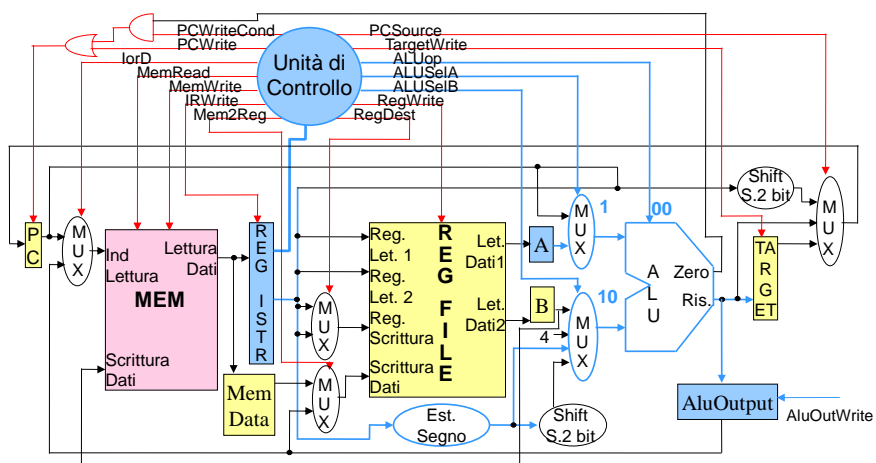 PCWriteCond
PCWrite
IorD
MemRead
MemWrite
IRWrite
Mem2Reg
Unità di
Controllo
PCSource
TargetWrite
ALUop
ALUSelA
ALUSelB
RegWrite
RegDest
P
C
M
U
X
Ind
Lettura
Lettura
Dati
MEM
Scrittura
Dati
R
E
G
I
S
T
R
Mem
Data
M
U
X
M
U
X
Reg.
Let. 1
Reg.
Let. 2
Reg.
Scrittura
Scrittura
Dati
R
E
G
F
I
L
E
Let.
Dati1
Let.
Dati2
A
B
4
M
U
X
1
M
U
X
10
00
A
L
U
Zero
Ris.
Shift
S.2 bit
M
U
X
TA
R
G
ET
Est.
Segno
Shift
S.2 bit
AluOutput
AluOutWrite